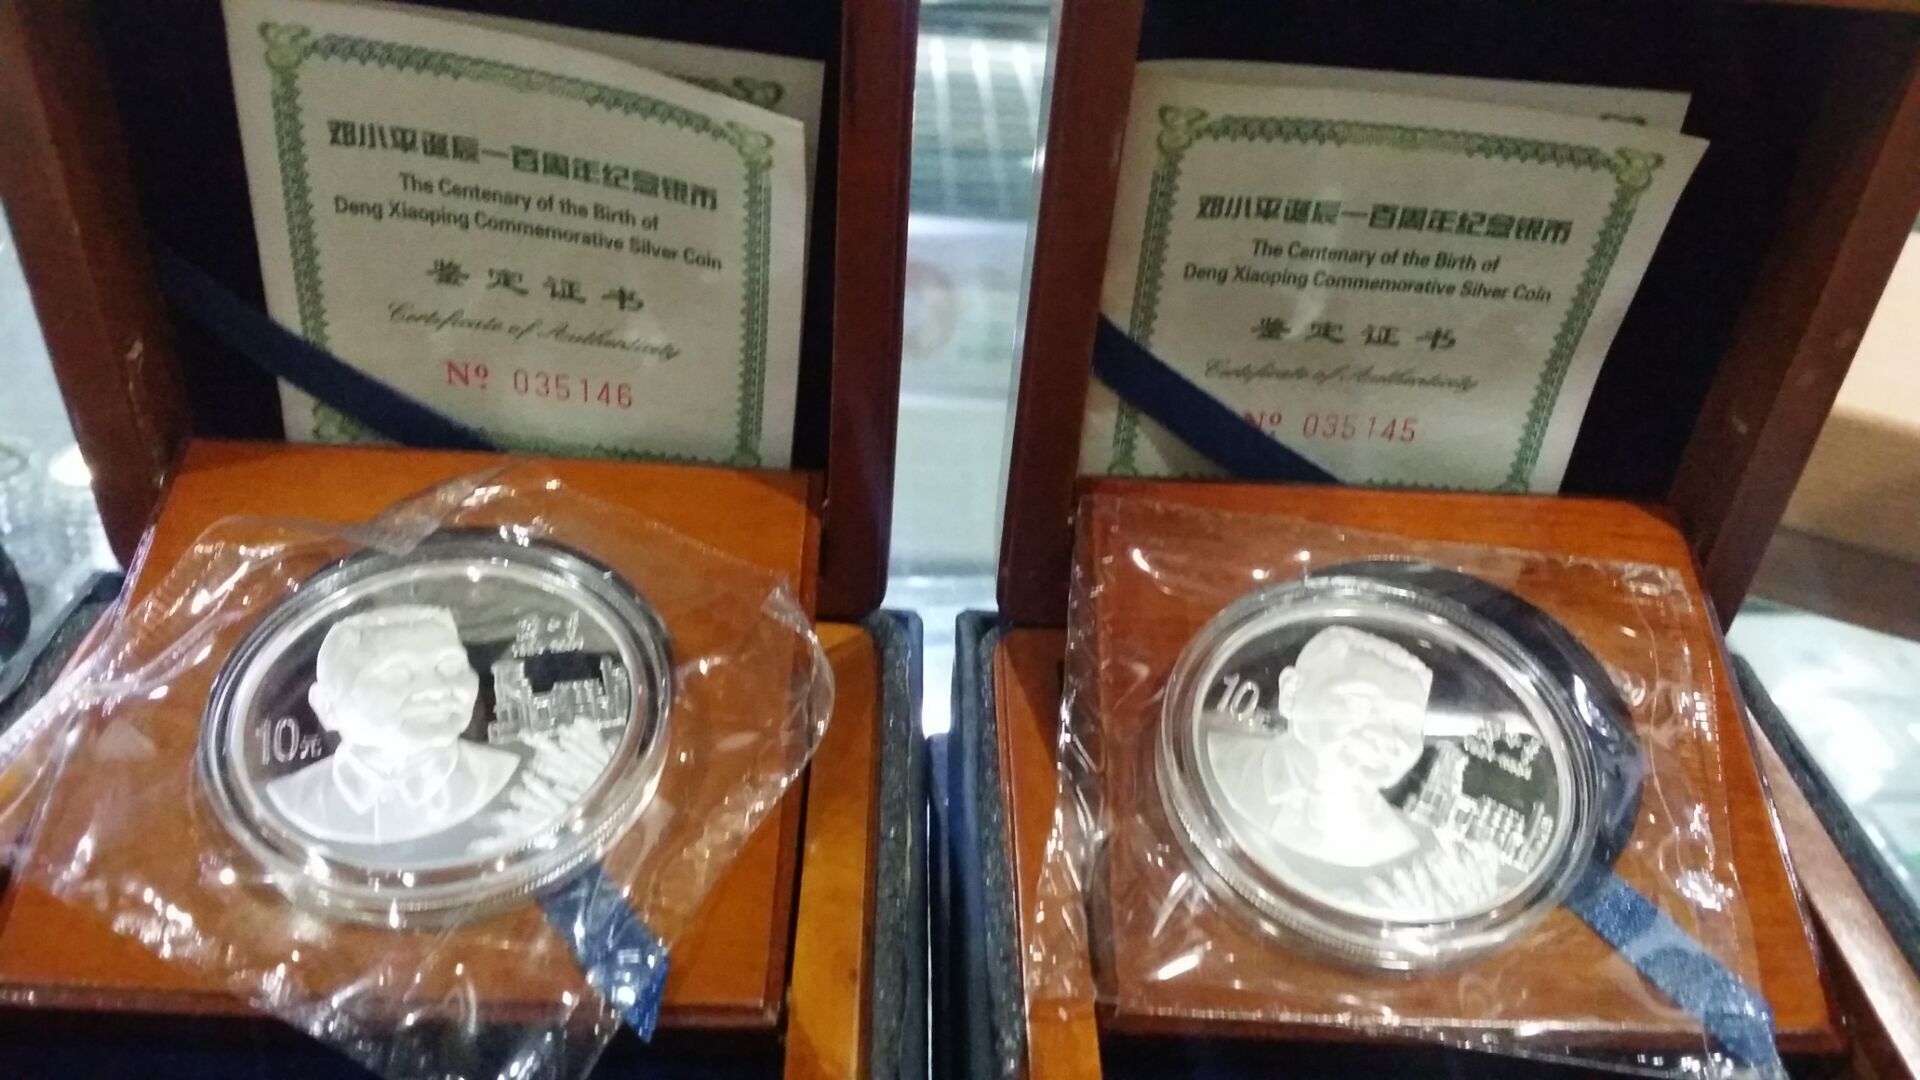 邓小平诞辰一百周年纪念银币
The Centenary of the Birth of
Deng Xiaoping Commemorative Silver Coin
鉴定证书
Certificate of Authenticity
Nº 035146
10元
邓小平诞辰一百周年纪念银币
The Centenary of the Birth of
Deng Xiaoping Commemorative Silver Coin
鉴定证书
Certificate of Authenticity
Nº 035145
10元